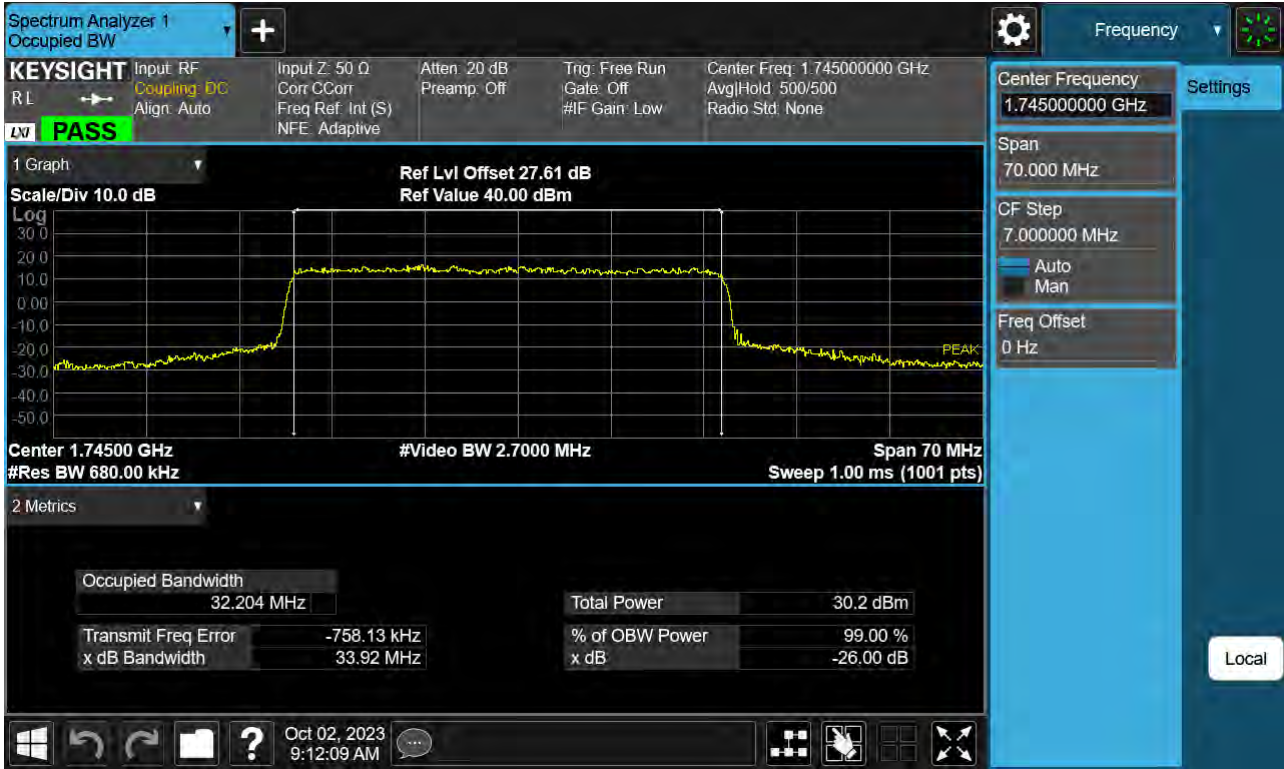 Spectrum Analyzer 1
Occupied BW
Frequency
KEYSIGHT
R L
LXI
PASS
Input: RF
Coupling: DC
Align: Auto
Input Z: 50 Ω
Corr CCorr
Freq Ref: Int (S)
NFE: Adaptive
Atten: 20 dB
Preamp: Off
Trig: Free Run
Gate: Off
#IF Gain: Low
Center Freq: 1.745000000 GHz
Avg|Hold: 500/500
Radio Std: None
Center Frequency
1.745000000 GHz
Settings
Span
70.000 MHz
CF Step
7.000000 MHz
Auto
Man
Freq Offset
0 Hz
Local
1 Graph
Scale/Div 10.0 dB
Ref Lvl Offset 27.61 dB
Ref Value 40.00 dBm
Log
30.0
20.0
10.0
0.00
-10.0
-20.0
-30.0
-40.0
-50.0
PEAK
Center 1.74500 GHz
#Video BW 2.7000 MHz
Span 70 MHz
#Res BW 680.00 kHz
Sweep 1.00 ms (1001 pts)
2 Metrics
Occupied Bandwidth
32.204 MHz
Total Power 30.2 dBm
Transmit Freq Error -758.13 kHz
% of OBW Power 99.00 %
x dB Bandwidth 33.92 MHz
x dB -26.00 dB
?
Oct 02, 2023
9:12:09 AM